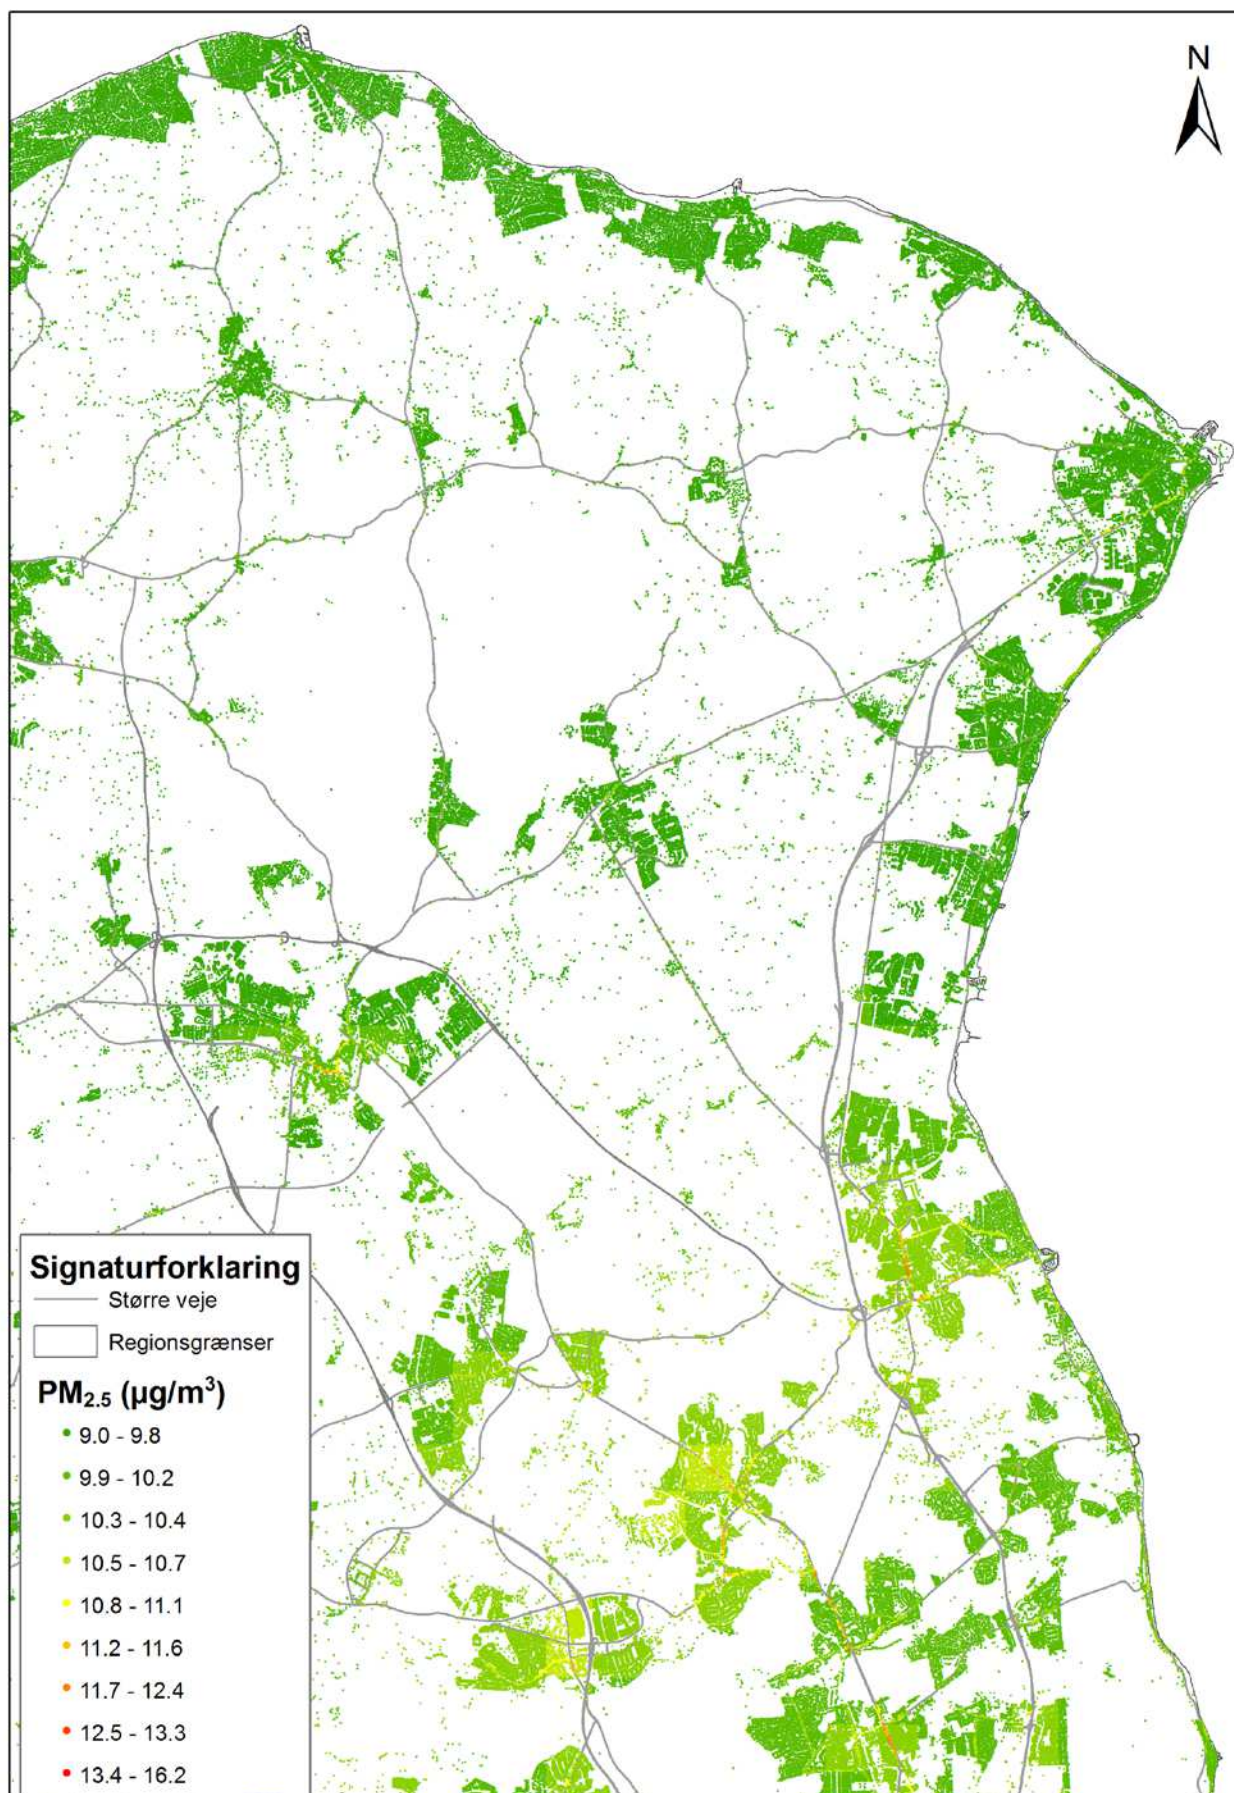 N
Signaturforklaring
Større veje
Regionsgrænser
PM2.5 (µg/m³)
9.0 - 9.8
9.9 - 10.2
10.3 - 10.4
10.5 - 10.7
10.8 - 11.1
11.2 - 11.6
11.7 - 12.4
12.5 - 13.3
13.4 - 16.2